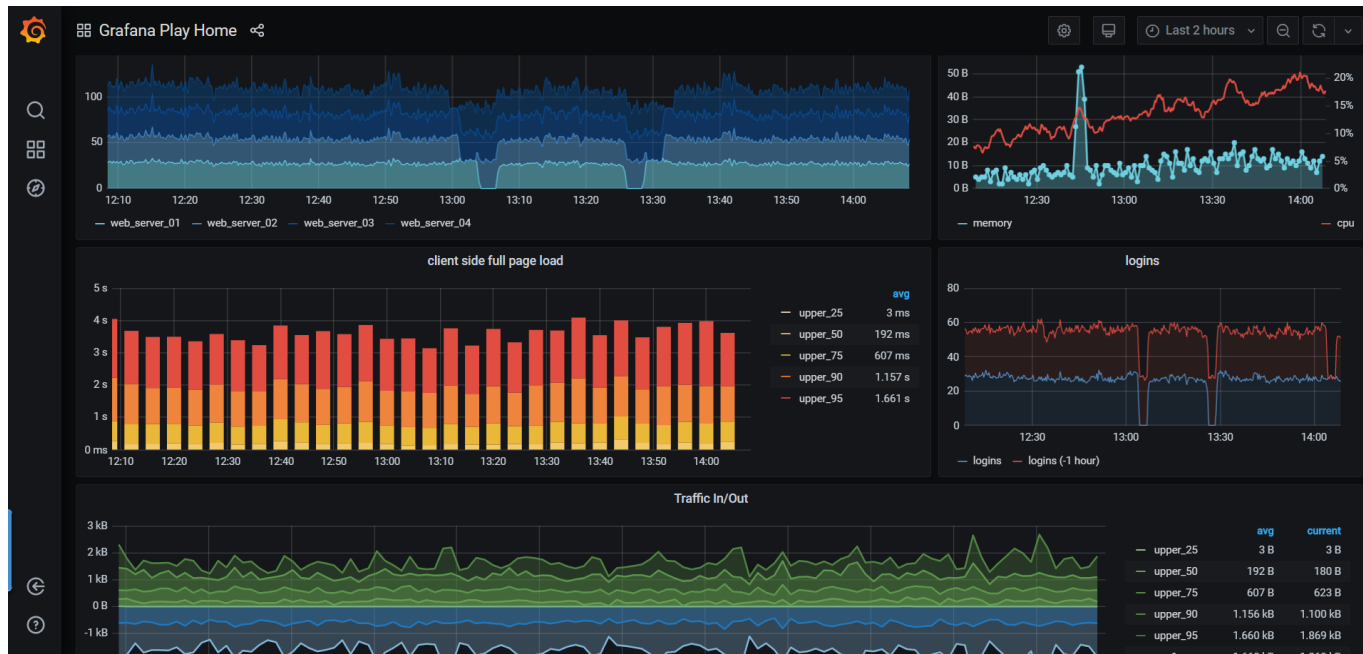 Grafana Play Home
Last 2 hours
100
50
0
12:10 12:20 12:30 12:40 12:50 13:00 13:10 13:20 13:30 13:40 13:50 14:00
web_server_01 web_server_02 web_server_03 web_server_04
50 B
40 B
30 B
20 B
10 B
0 B
20%
15%
10%
5%
0%
12:30 13:00 13:30 14:00
memory
cpu
client side full page load
5 s
4 s
3 s
2 s
1 s
0 ms
12:10 12:20 12:30 12:40 12:50 13:00 13:10 13:20 13:30 13:40 13:50 14:00
avg
upper_25 3 ms
upper_50 192 ms
upper_75 607 ms
upper_90 1.157 s
upper_95 1.661 s
logins
80
60
40
20
0
12:30 13:00 13:30 14:00
logins logins (-1 hour)
Traffic In/Out
3 kB
2 kB
1 kB
0 B
-1 kB
avg current
upper_25 3 B 3 B
upper_50 192 B 180 B
upper_75 607 B 623 B
upper_90 1.156 kB 1.100 kB
upper_95 1.660 kB 1.869 kB